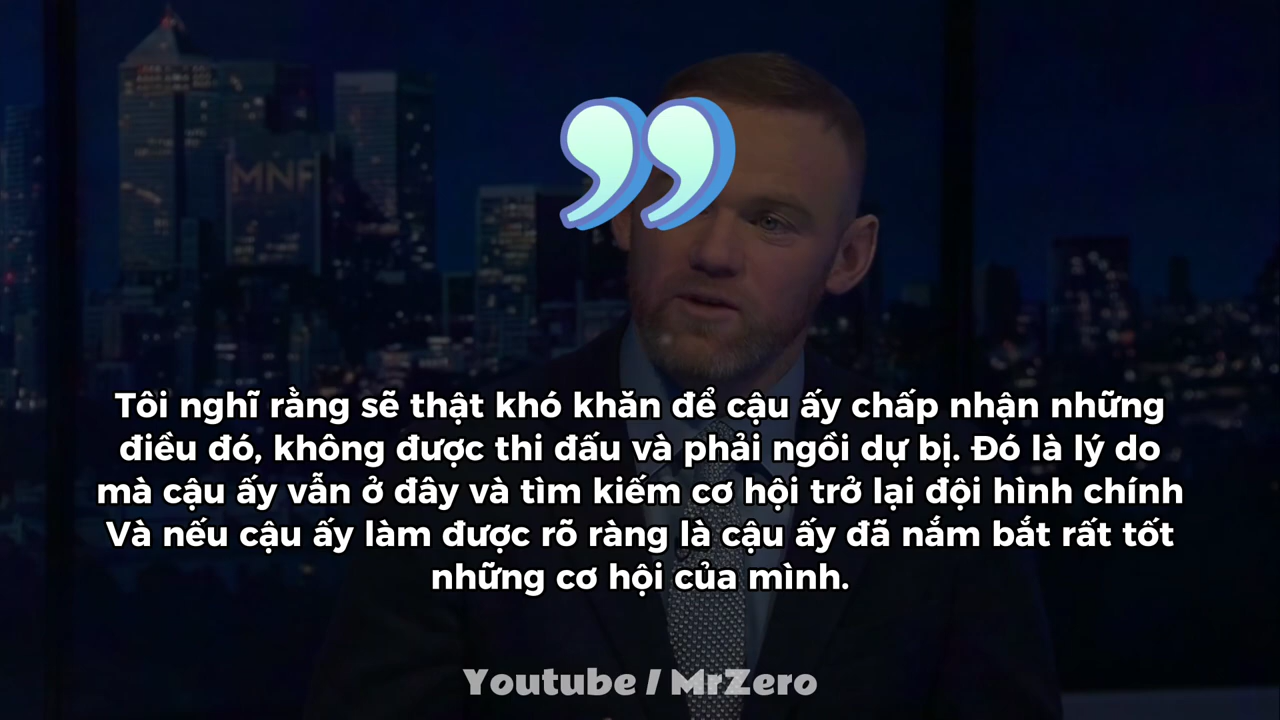 MNF
Tôi nghĩ rằng sẽ thật khó khăn để cậu ấy chấp nhận những
điều đó, không được thi đấu và phải ngồi dự bị. Đó là lý do
mà cậu ấy vẫn ở đây và tìm kiếm cơ hội trở lại đội hình chính
Và nếu cậu ấy làm được rõ ràng là cậu ấy đã nắm bắt rất tốt
những cơ hội của mình.
Youtube / MrZero